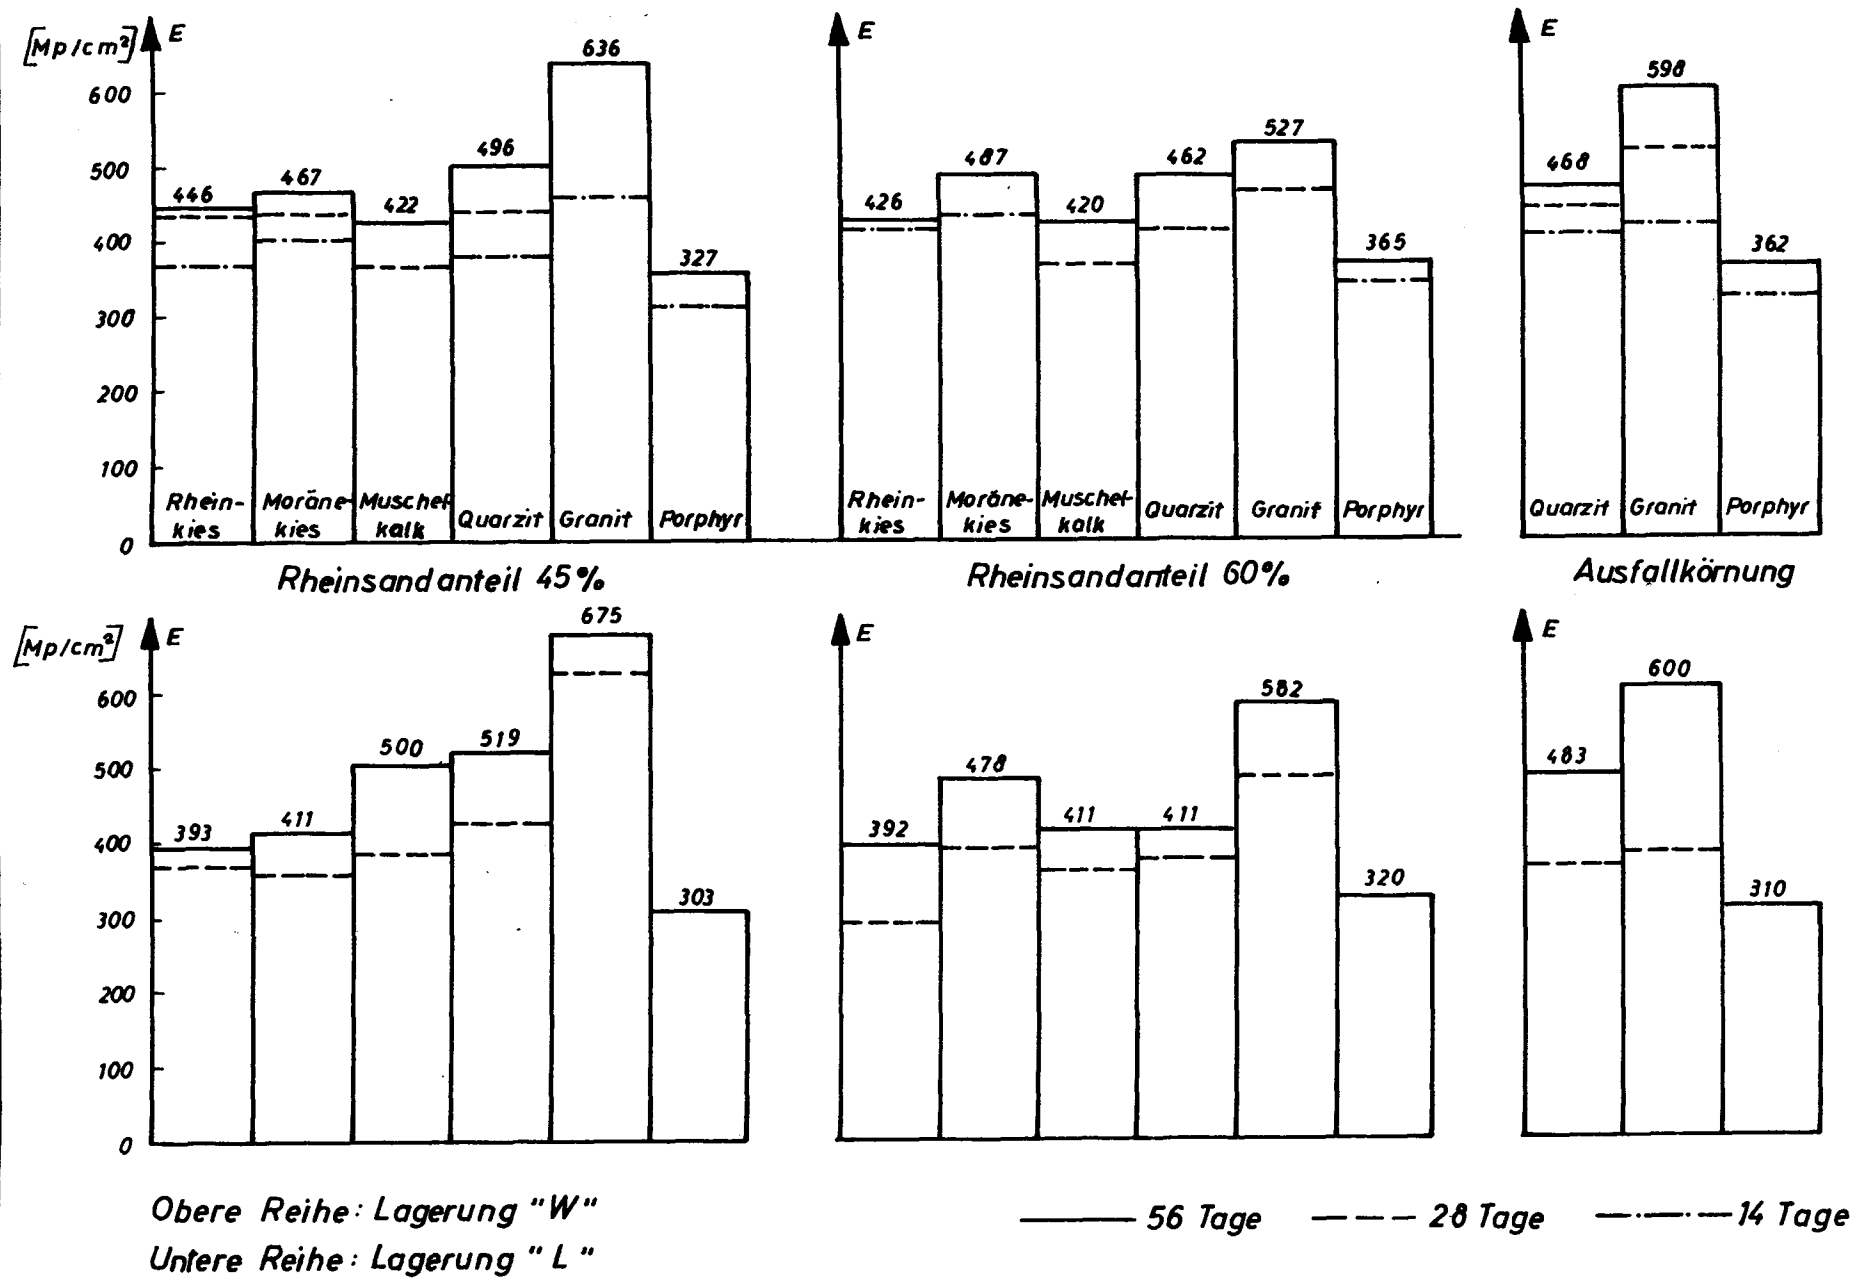 [Mp/cm²] E
600
500
400
300
200
100
0
446 467 422 496 636 327
Rhein-
kies
Moräne-
kies
Muschel-
kalk
Quarzit
Granit
Porphyr
Rheinsandanteil 45%
E
426 487 420 462 527 365
Rhein-
kies
Moräne-
kies
Muschel-
kalk
Quarzit
Granit
Porphyr
Rheinsandanteil 60%
E
468 598 362
Quarzit
Granit
Porphyr
Ausfallkörnung
[Mp/cm²] E
600
500
400
300
200
100
0
393 411 500 519 675 303
E
392 478 411 411 582 320
E
483 600 310
Obere Reihe: Lagerung "W"
Untere Reihe: Lagerung "L"
56 Tage 28 Tage 14 Tage